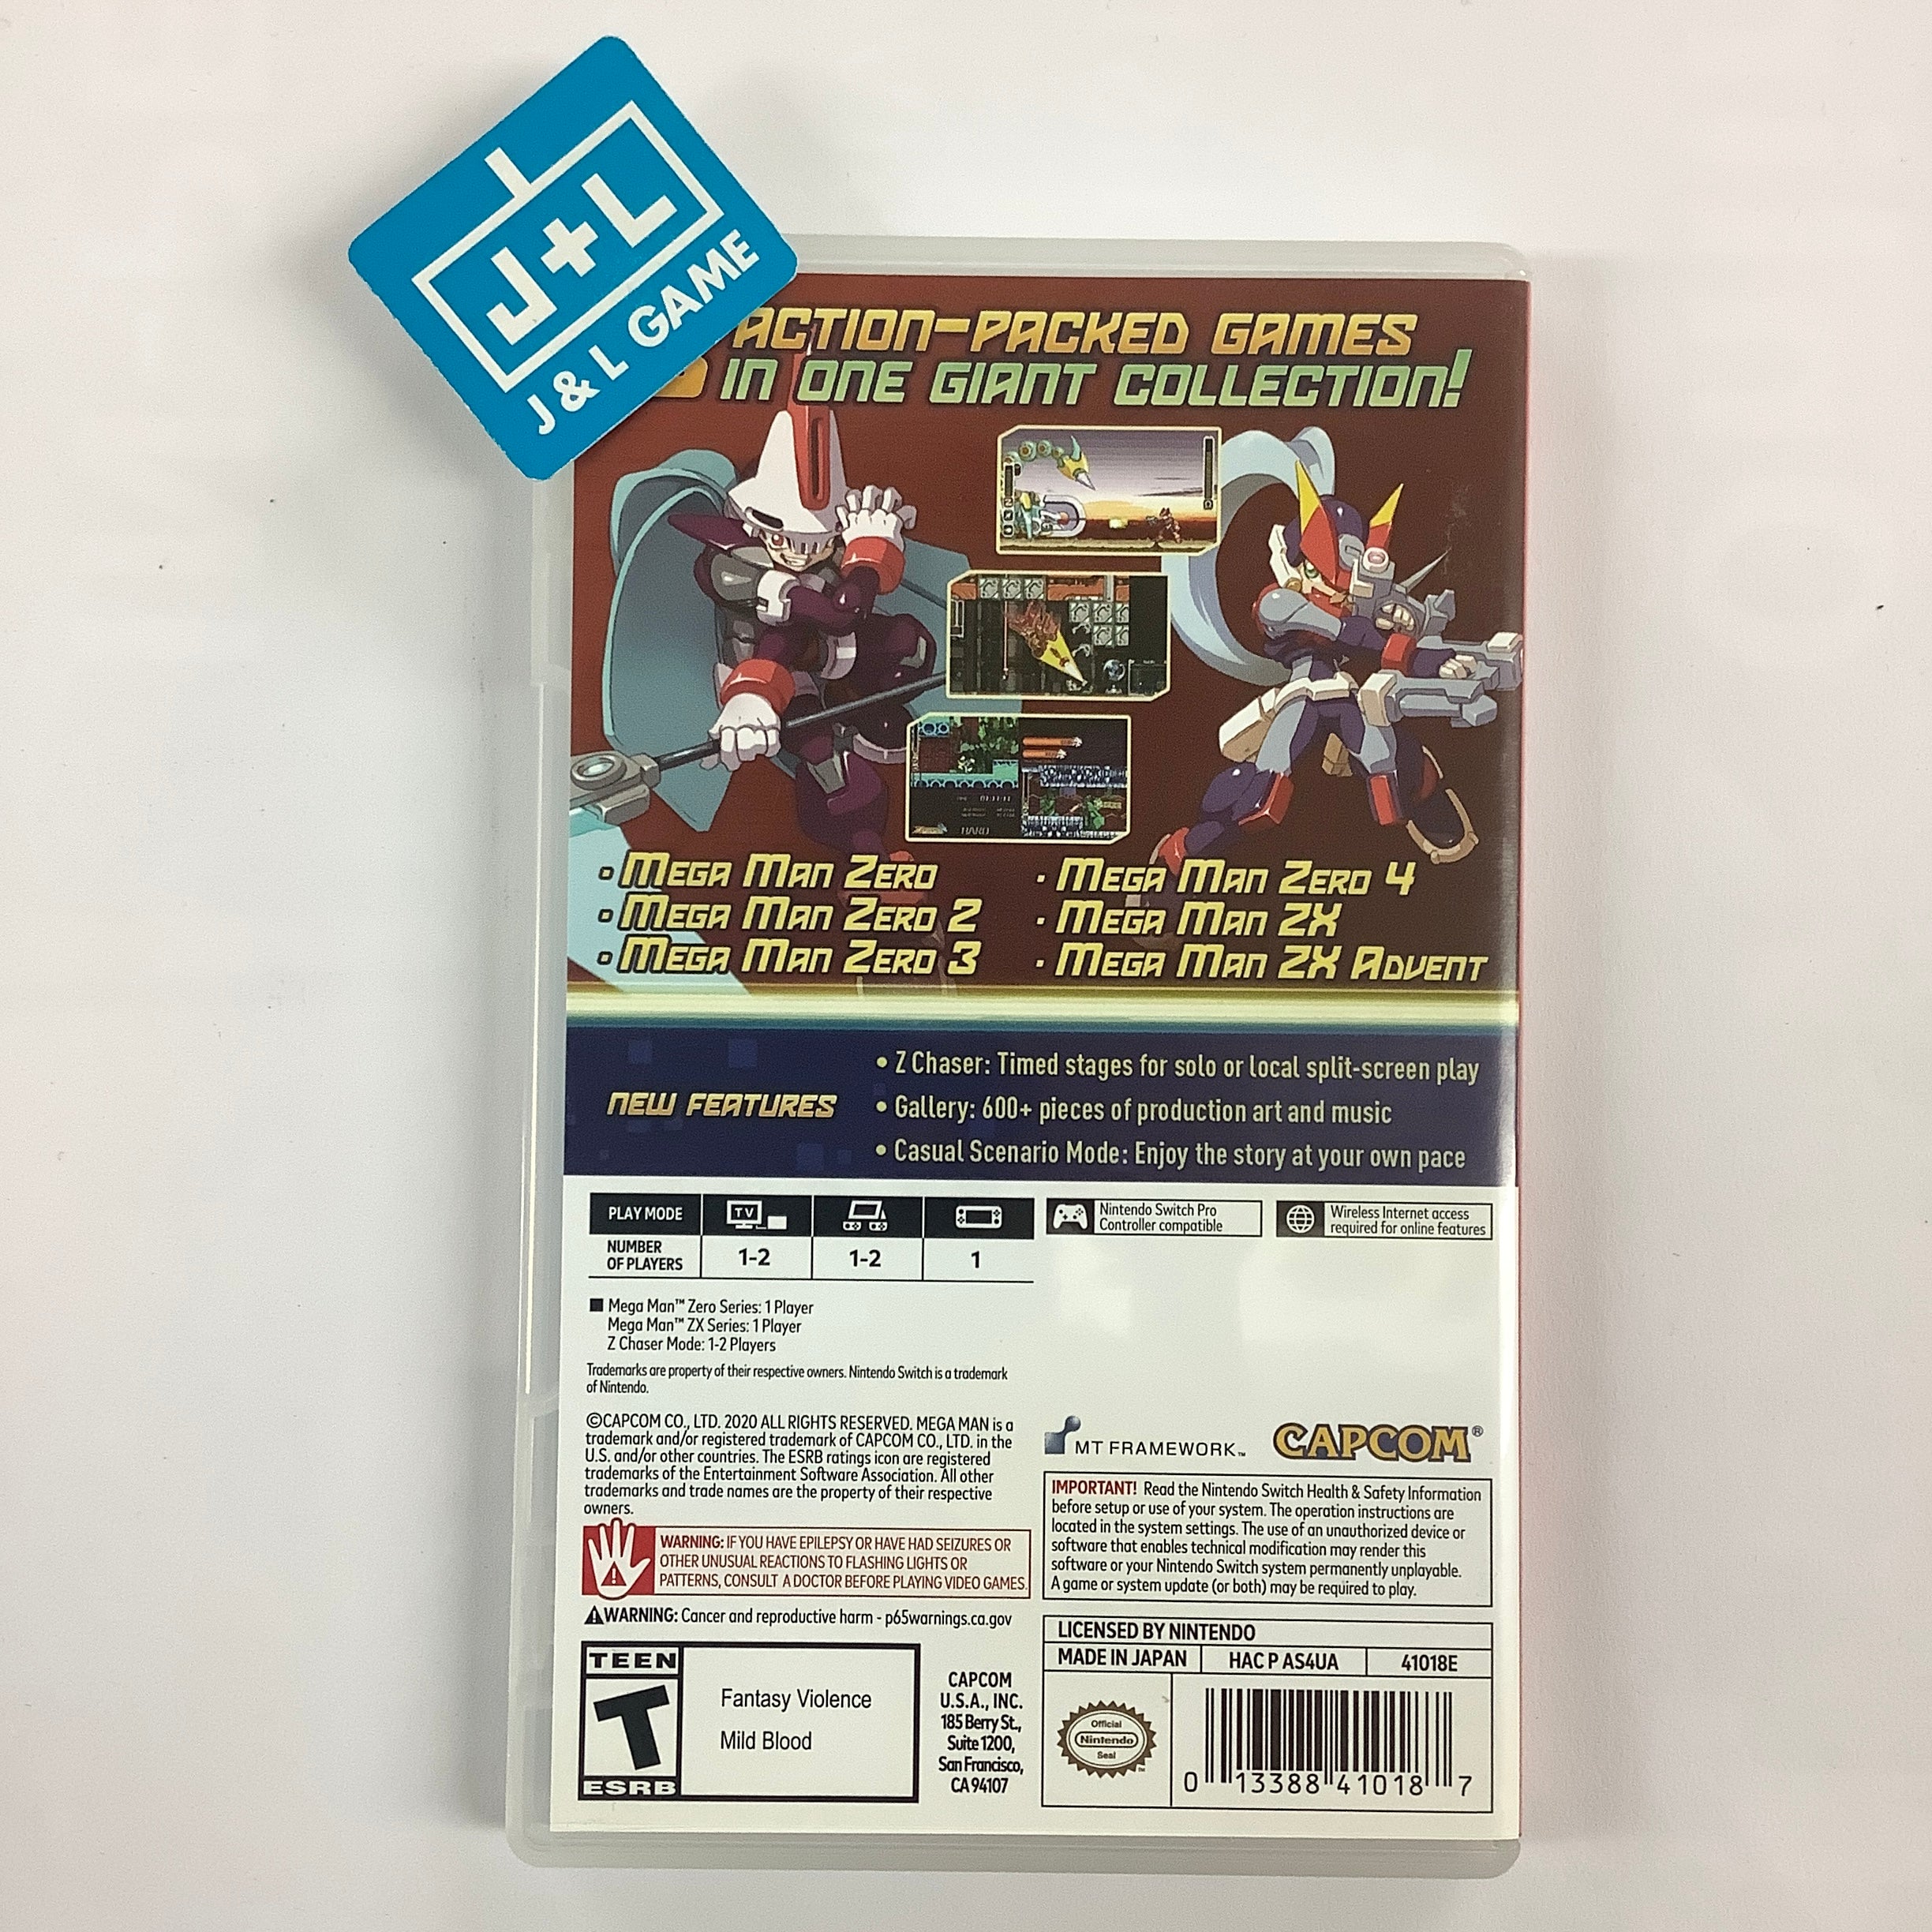 J+L
J & L GAME
ACTION-PACKED GAMES
IN ONE GIANT COLLECTION!
HARD
• MEGA MAN ZERO
• MEGA MAN ZERO 2
• MEGA MAN ZERO 3
• MEGA MAN ZERO 4
• MEGA MAN ZX
• MEGA MAN ZX ADVENT
NEW FEATURES
• Z Chaser: Timed stages for solo or local split-screen play
• Gallery: 600+ pieces of production art and music
• Casual Scenario Mode: Enjoy the story at your own pace
PLAY MODE
TV
NUMBER
OF PLAYERS
1-2
1-2
1
Nintendo Switch Pro
Controller compatible
Wireless Internet access
required for online features
■ Mega Man™ Zero Series: 1 Player
Mega Man™ ZX Series: 1 Player
Z Chaser Mode: 1-2 Players
Trademarks are property of their respective owners. Nintendo Switch is a trademark
of Nintendo.
©CAPCOM CO., LTD. 2020 ALL RIGHTS RESERVED. MEGA MAN is a
trademark and/or registered trademark of CAPCOM CO., LTD. in the
U.S. and/or other countries. The ESRB ratings icon are registered
trademarks of the Entertainment Software Association. All other
trademarks and trade names are the property of their respective
owners.
WARNING: IF YOU HAVE EPILEPSY OR HAVE HAD SEIZURES OR
OTHER UNUSUAL REACTIONS TO FLASHING LIGHTS OR
PATTERNS, CONSULT A DOCTOR BEFORE PLAYING VIDEO GAMES.
⚠WARNING: Cancer and reproductive harm - p65warnings.ca.gov
TEEN
T
ESRB
Fantasy Violence
Mild Blood
CAPCOM
U.S.A., INC.
185 Berry St.,
Suite 1200,
San Francisco,
CA 94107
MT FRAMEWORK™
CAPCOM®
IMPORTANT! Read the Nintendo Switch Health & Safety Information
before setup or use of your system. The operation instructions are
located in the system settings. The use of an unauthorized device or
software that enables technical modification may render this
software or your Nintendo Switch system permanently unplayable.
A game or system update (or both) may be required to play.
LICENSED BY NINTENDO
MADE IN JAPAN
HAC P AS4UA
41018E
Official
Nintendo
Seal
0 13388 41018 7